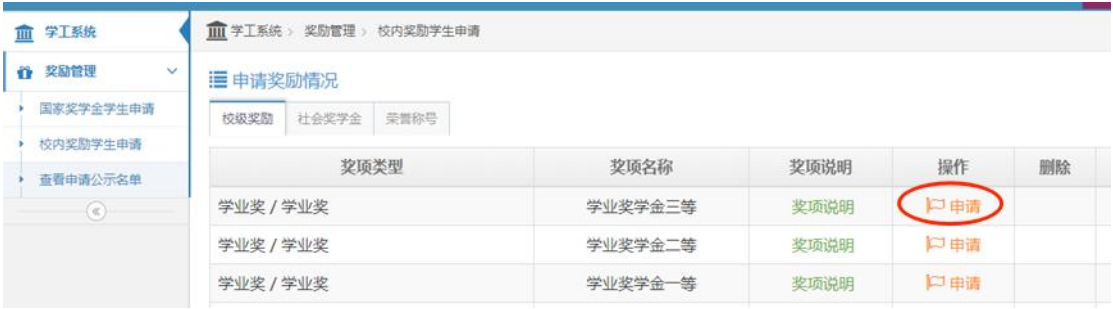 学工系统
奖励管理
国家奖学金学生申请
校内奖励学生申请
查看申请公示名单
学工系统 > 奖励管理 > 校内奖励学生申请
申请奖励情况
校级奖励 社会奖学金 荣誉称号
奖项类型 奖项名称 奖项说明 操作 删除
学业奖 / 学业奖 学业奖学金三等 奖项说明 申请
学业奖 / 学业奖 学业奖学金二等 奖项说明 申请
学业奖 / 学业奖 学业奖学金一等 奖项说明 申请